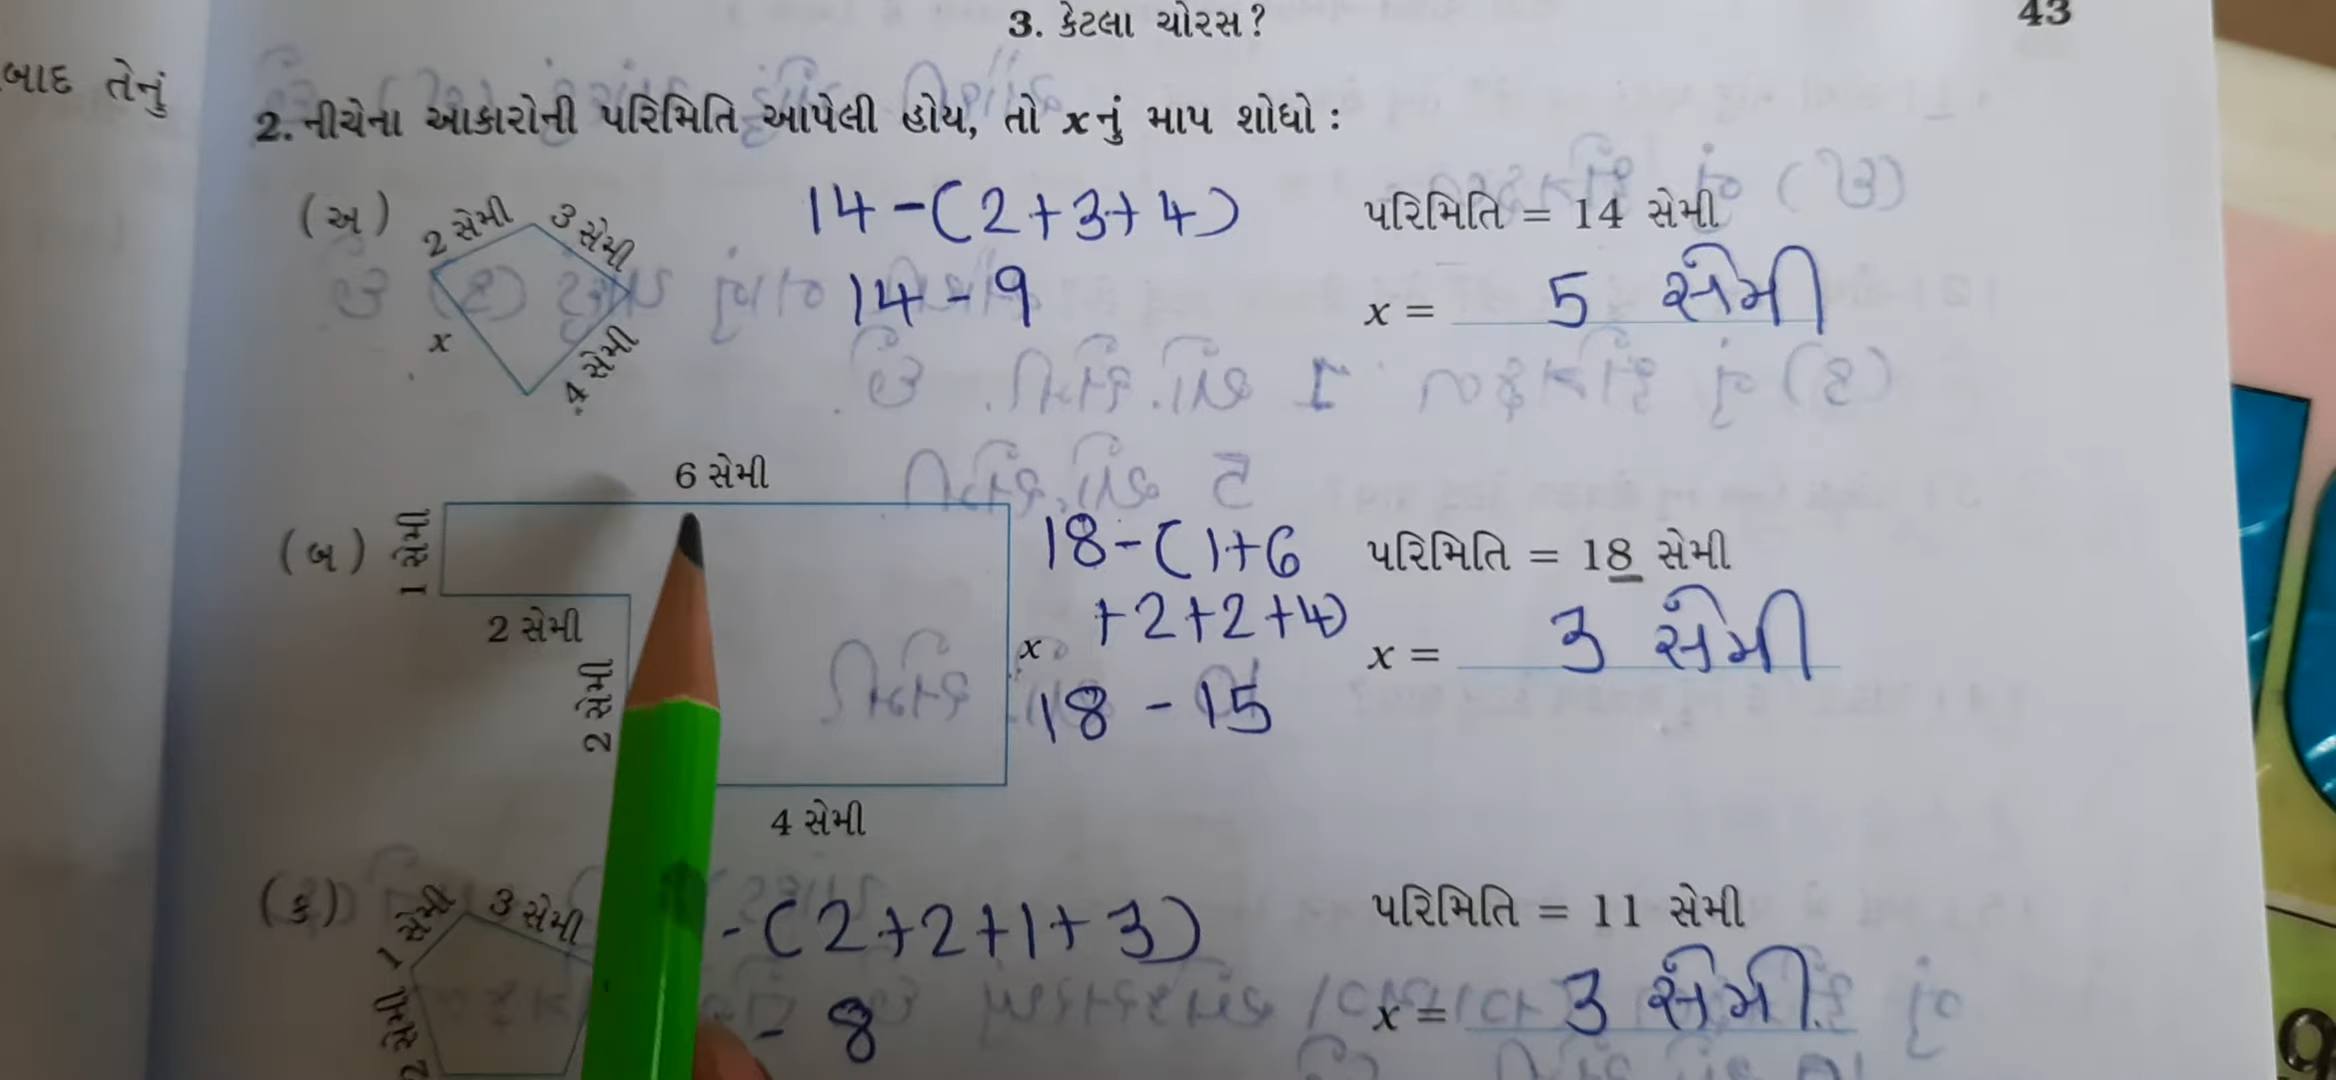 3. કેટલા ચોરસ?
43
બાદ તેનું
2. નીચેના આકારોની પરિમિતિ આપેલી હોય, તો x નું માપ શોધો :
(અ)
2 સેમી
3 સેમી
x
4 સેમી
14-(2+3+4)
14-9
પરિમિતિ = 14 સેમી
x = 5 સેમી
(બ)
6 સેમી
1 સેમી
2 સેમી
2 સેમી
4 સેમી
x
18-(1+6
+2+2+4)
18-15
પરિમિતિ = 18 સેમી
x = 3 સેમી
(ક)
1 સેમી
3 સેમી
2 સેમી
-(2+2+1+3)
- 8
પરિમિતિ = 11 સેમી
x = 3 સેમી
9